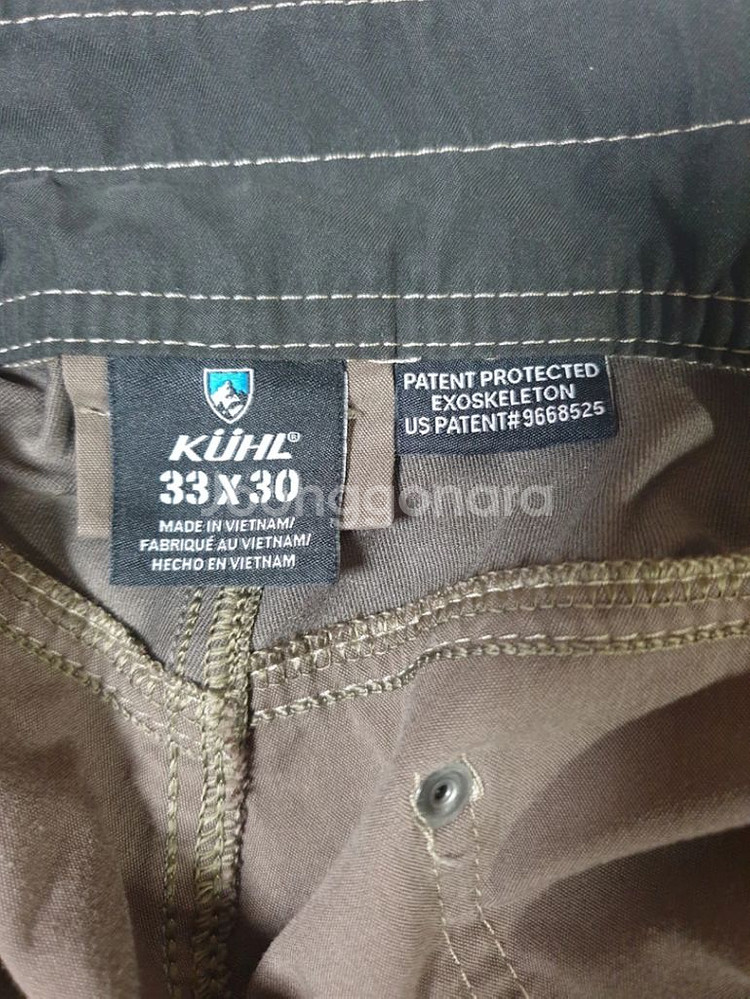 KÜHL®
33X30
MADE IN VIETNAM/
FABRIQUÉ AU VIETNAM/
HECHO EN VIETNAM
PATENT PROTECTED
EXOSKELETON
US PATENT#9668525
joonggonara